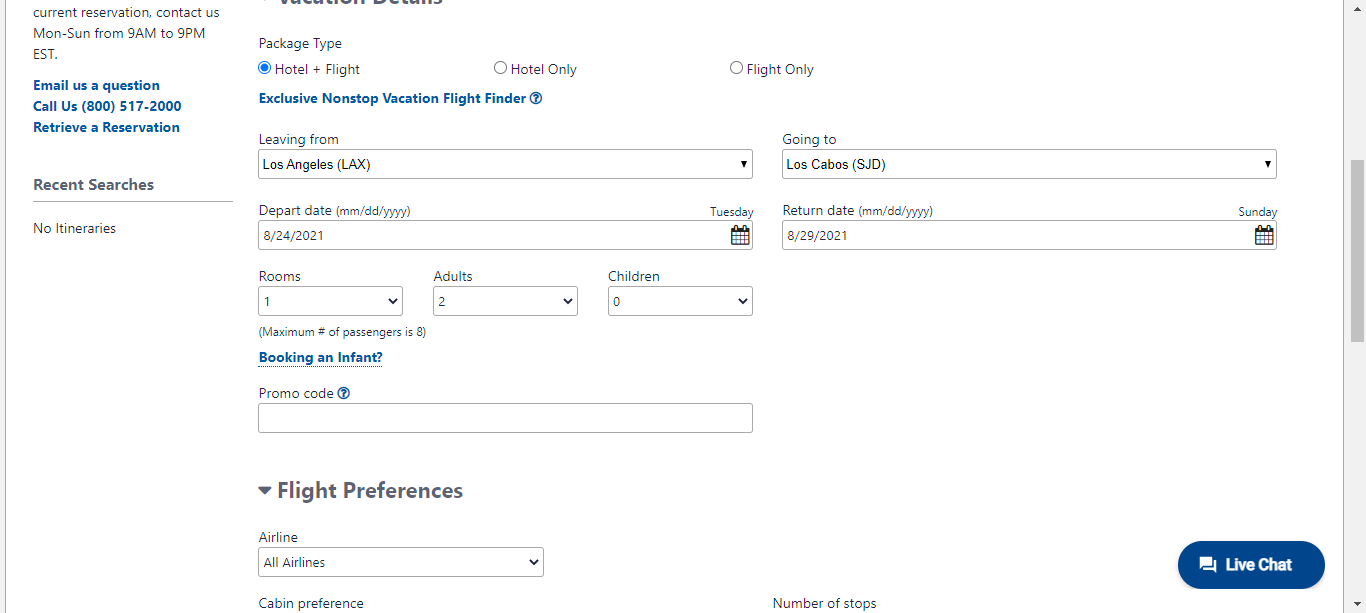 current reservation, contact us
Mon-Sun from 9AM to 9PM
EST.
Email us a question
Call Us (800) 517-2000
Retrieve a Reservation
Recent Searches
No Itineraries
Vacation Details
Package Type
Hotel + Flight
Hotel Only
Flight Only
Exclusive Nonstop Vacation Flight Finder
Leaving from
Los Angeles (LAX)
Going to
Los Cabos (SJD)
Depart date (mm/dd/yyyy)
Tuesday
8/24/2021
Return date (mm/dd/yyyy)
Sunday
8/29/2021
Rooms
1
Adults
2
Children
0
(Maximum # of passengers is 8)
Booking an Infant?
Promo code
Flight Preferences
Airline
All Airlines
Cabin preference
Number of stops
Live Chat